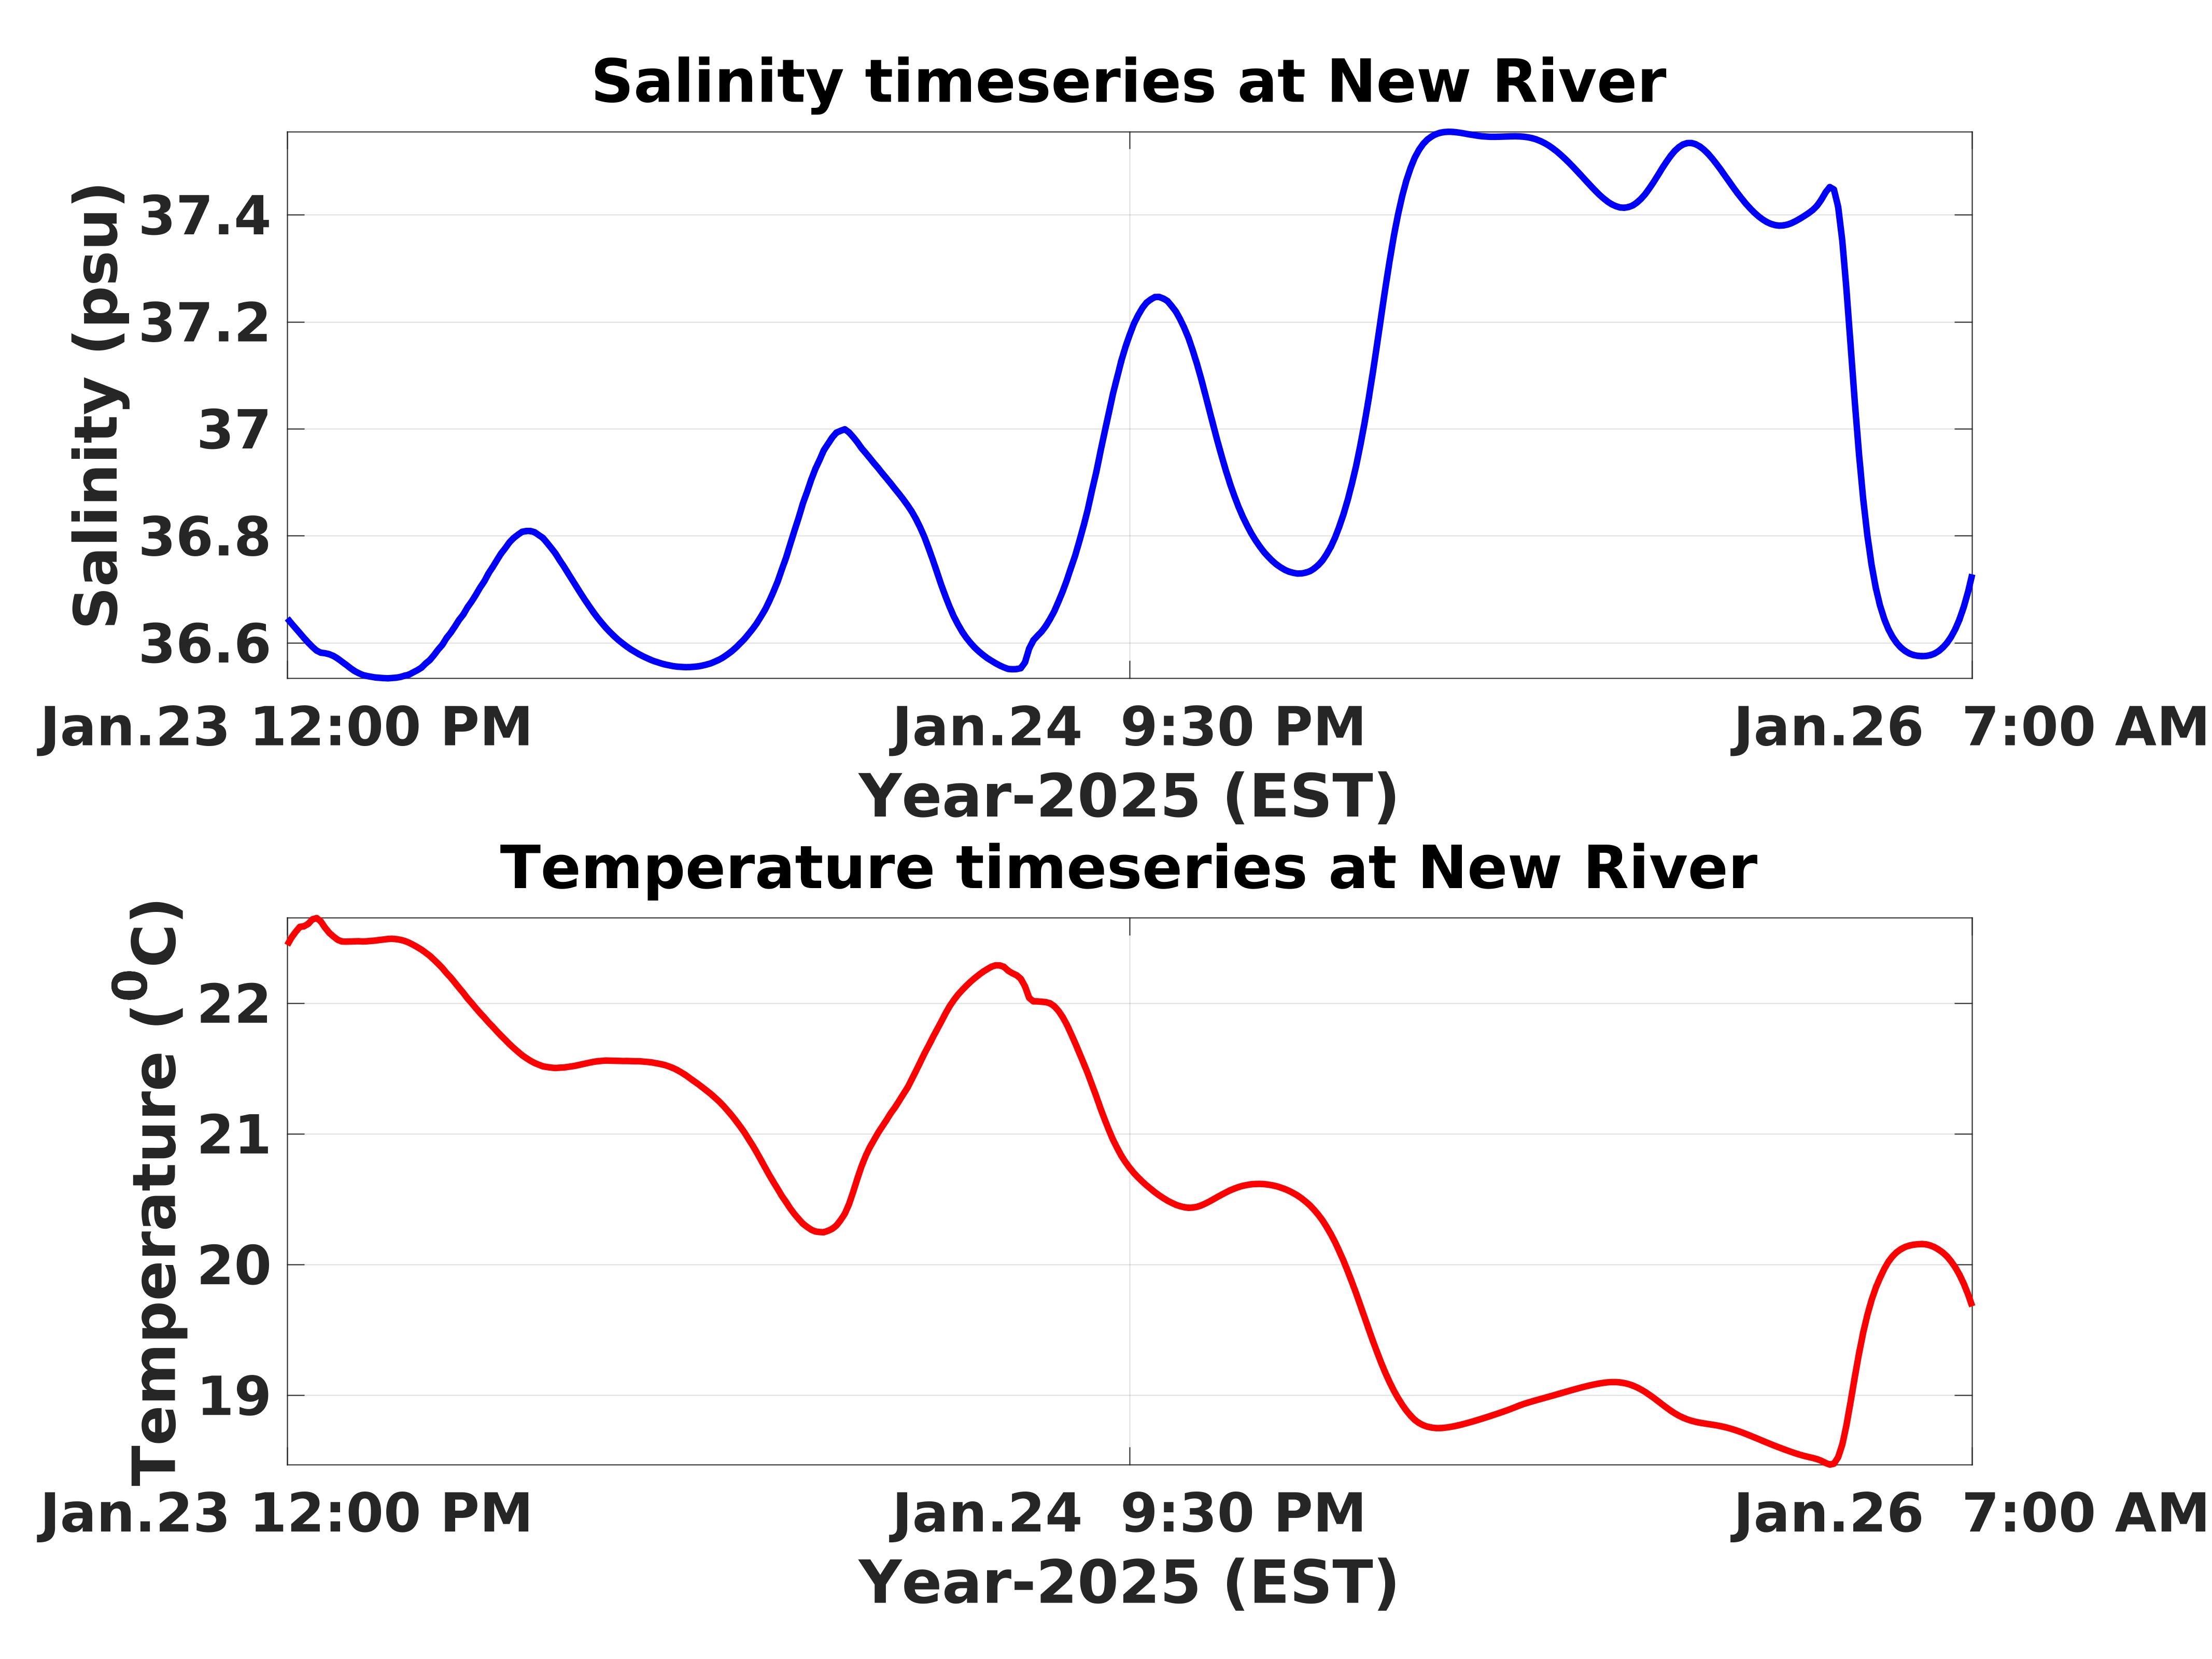 Salinity timeseries at New River
Salinity (psu)
37.4
37.2
37
36.8
36.6
Jan.23 12:00 PM
Jan.24  9:30 PM
Jan.26  7:00 AM
Year-2025 (EST)
Temperature timeseries at New River
Temperature (⁰C)
22
21
20
19
Jan.23 12:00 PM
Jan.24  9:30 PM
Jan.26  7:00 AM
Year-2025 (EST)